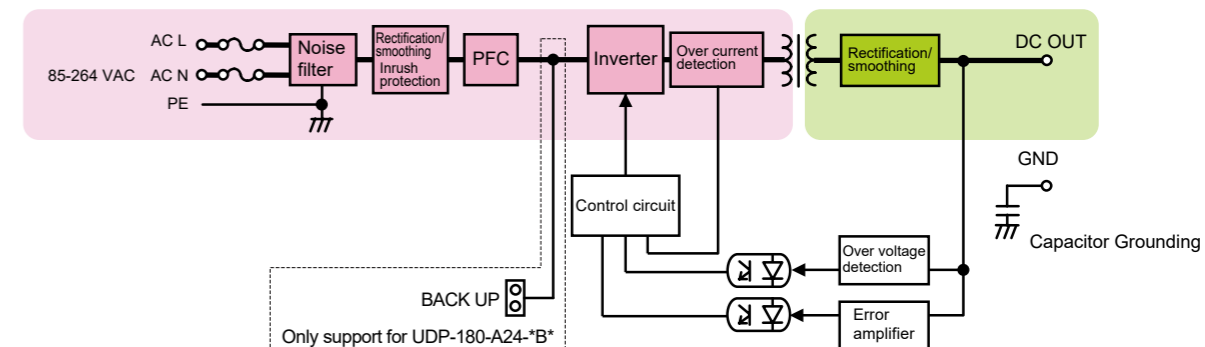 AC L
85-264 VAC
AC N
PE
Noise
filter
Rectification/
smoothing
Inrush
protection
PFC
Inverter
Over current
detection
Rectification/
smoothing
DC OUT
GND
Capacitor Grounding
Control circuit
Over voltage
detection
Error
amplifier
BACK UP
Only support for UDP-180-A24-*B*